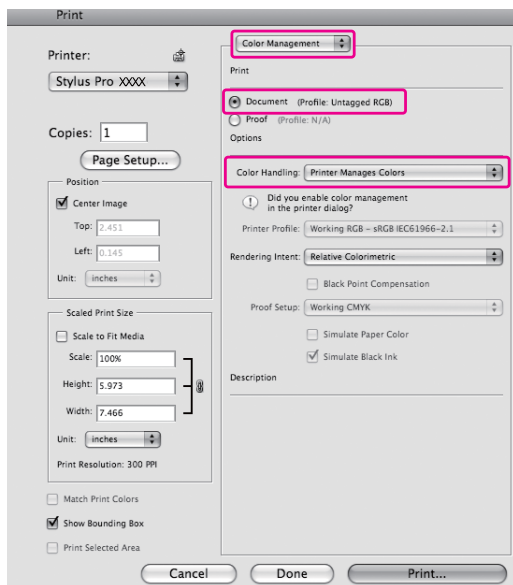 Print
Printer:
Stylus Pro XXXX
Copies: 1
Page Setup...
Position
Center Image
Top: 2.451
Left: 0.145
Unit: inches
Scaled Print Size
Scale to Fit Media
Scale: 100%
Height: 5.973
Width: 7.466
Unit: inches
Print Resolution: 300 PPI
Match Print Colors
Show Bounding Box
Print Selected Area
Color Management
Print
Document (Profile: Untagged RGB)
Proof (Profile: N/A)
Options
Color Handling: Printer Manages Colors
Did you enable color management
in the printer dialog?
Printer Profile: Working RGB - sRGB IEC61966-2.1
Rendering Intent: Relative Colorimetric
Black Point Compensation
Proof Setup: Working CMYK
Simulate Paper Color
Simulate Black Ink
Description
Cancel
Done
Print...